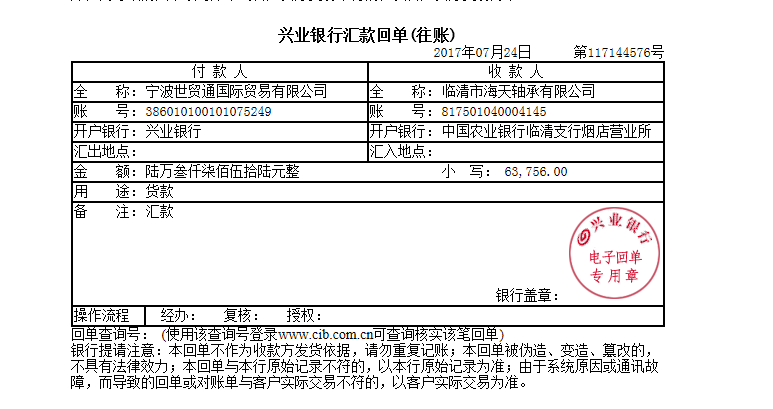 兴业银行汇款回单(往账)
2017年07月24日 第117144576号
付 款 人 收 款 人
全 称：宁波世贸通国际贸易有限公司 全 称：临清市海天轴承有限公司
账 号：386010100101075249 账 号：817501040004145
开户银行：兴业银行 开户银行：中国农业银行临清支行烟店营业所
汇出地点： 汇入地点：
金 额：陆万叁仟柒佰伍拾陆元整 小 写： 63,756.00
用 途：货款
备 注：汇款
兴业银行
电子回单
专用章
银行盖章：
操作流程 经办： 复核： 授权：
回单查询号： (使用该查询号登录www.cib.com.cn可查询核实该笔回单)
银行提请注意：本回单不作为收款方发货依据，请勿重复记账；本回单被伪造、变造、篡改的，
不具有法律效力；本回单与本行原始记录不符的，以本行原始记录为准；由于系统原因或通讯故
障，而导致的回单或对账单与客户实际交易不符的，以客户实际交易为准。